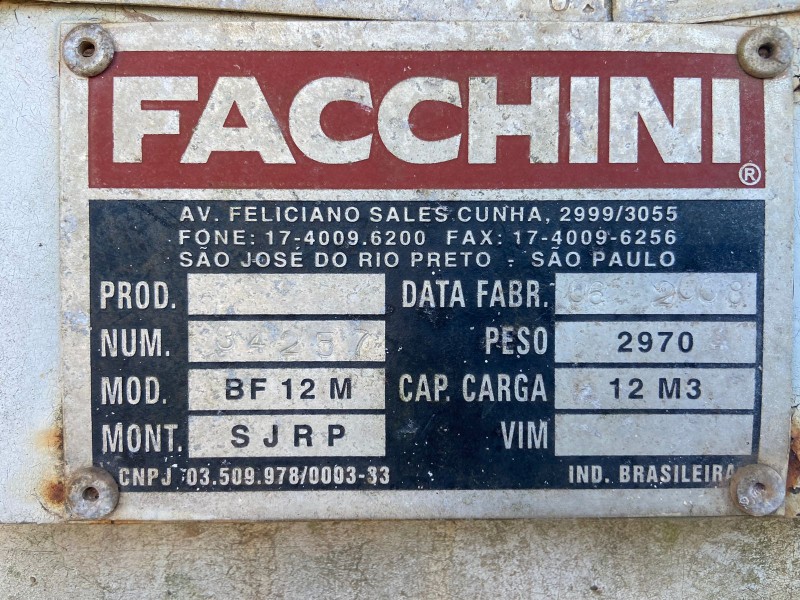 FACCHINI®
AV. FELICIANO SALES CUNHA, 2999/3055
FONE: 17-4009.6200 FAX: 17-4009-6256
SÃO JOSÉ DO RIO PRETO - SÃO PAULO
PROD. DATA FABR. 2008
NUM. 34237 PESO 2970
MOD. BF 12 M CAP. CARGA 12 M3
MONT. SJRP VIM
CNPJ 03.509.978/0003-33 IND. BRASILEIRA